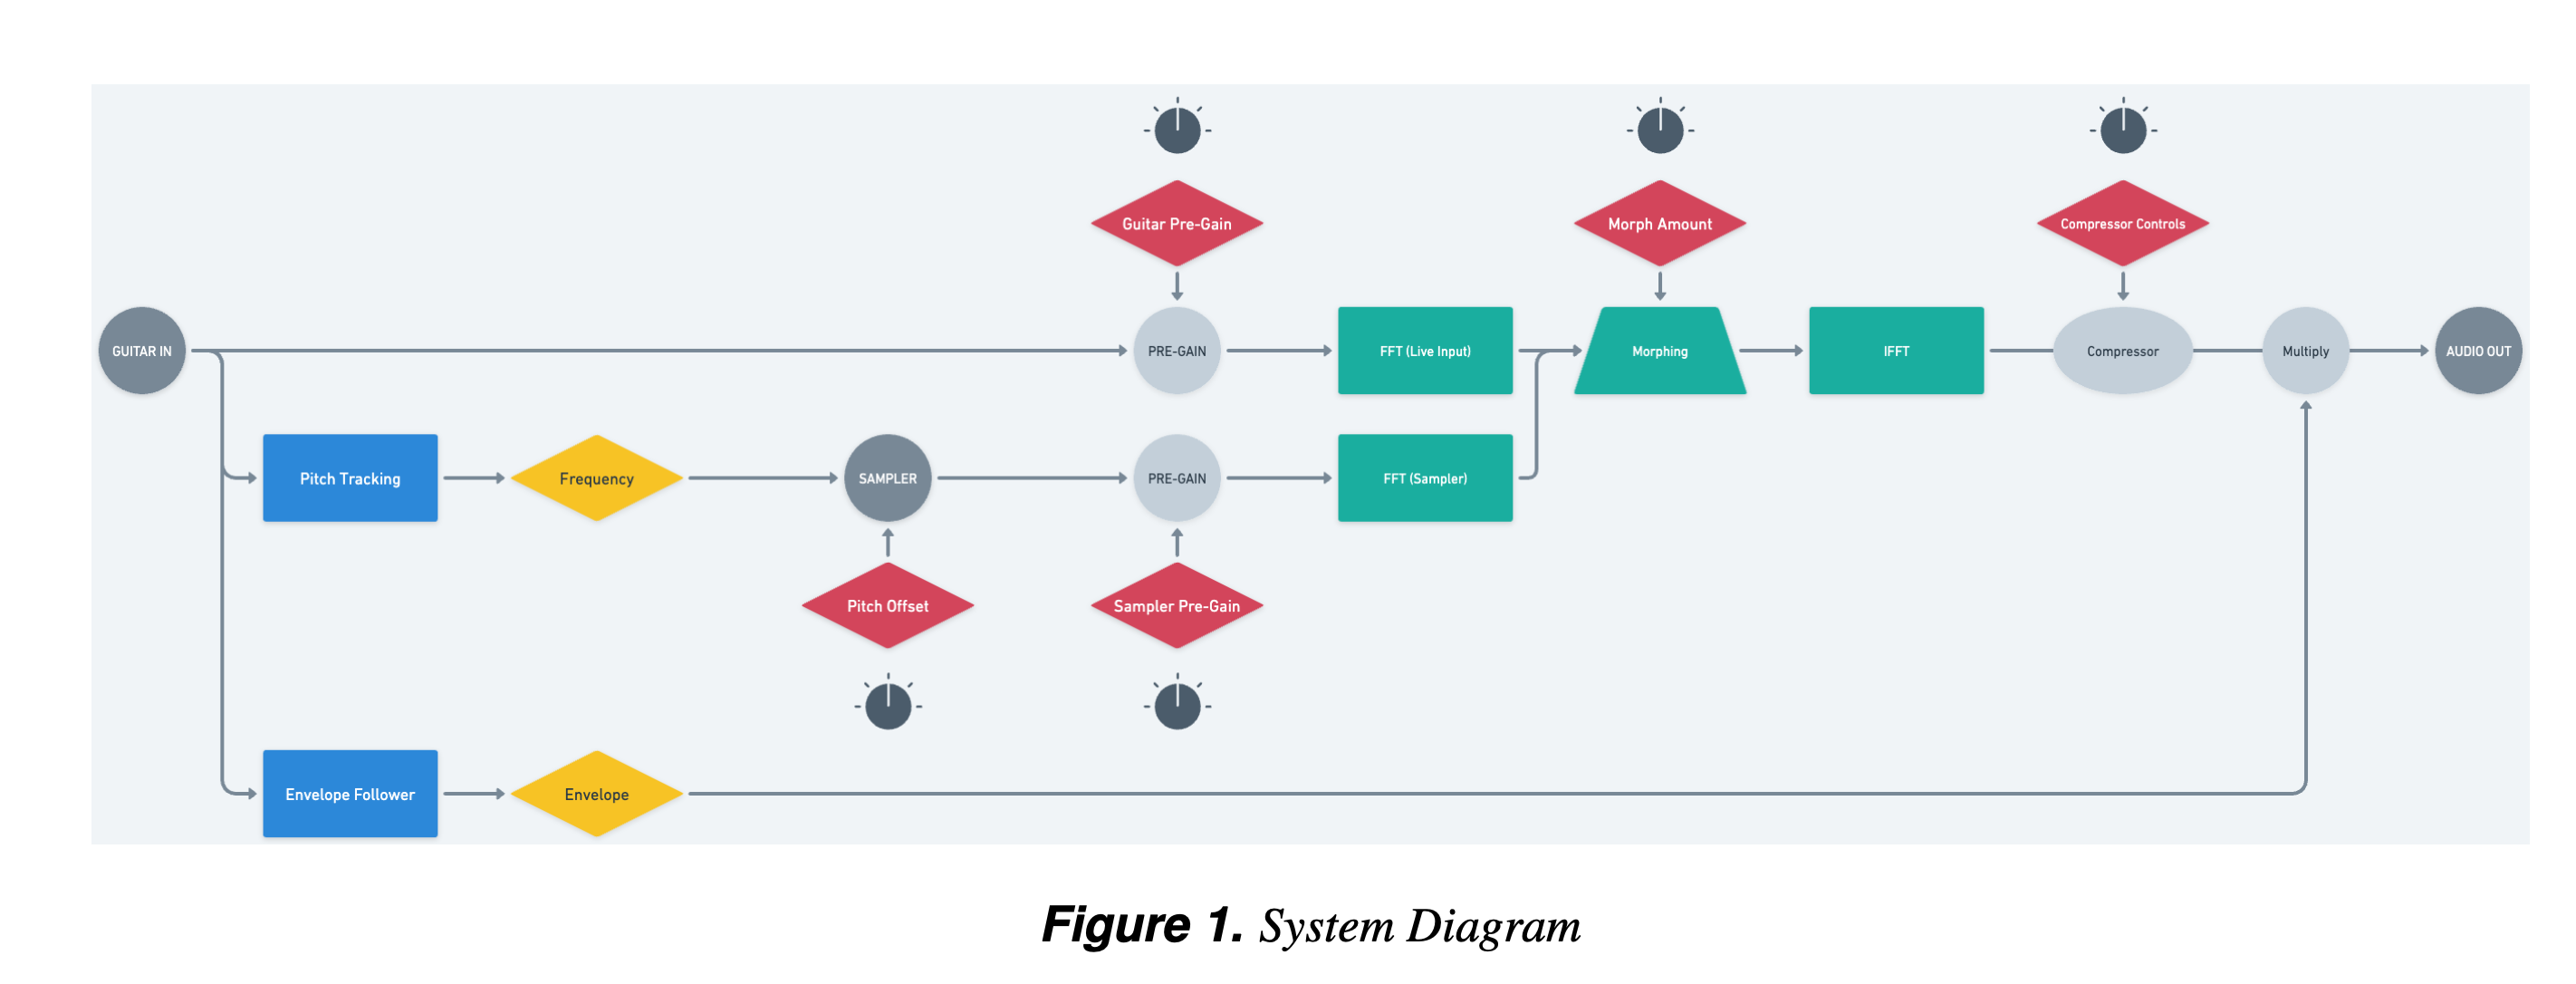 Guitar Pre-Gain
Morph Amount
Compressor Controls
GUITAR IN
PRE-GAIN
FFT (Live Input)
Morphing
IFFT
Compressor
Multiply
AUDIO OUT
Pitch Tracking
Frequency
SAMPLER
PRE-GAIN
FFT (Sampler)
Pitch Offset
Sampler Pre-Gain
Envelope Follower
Envelope
Figure 1. System Diagram